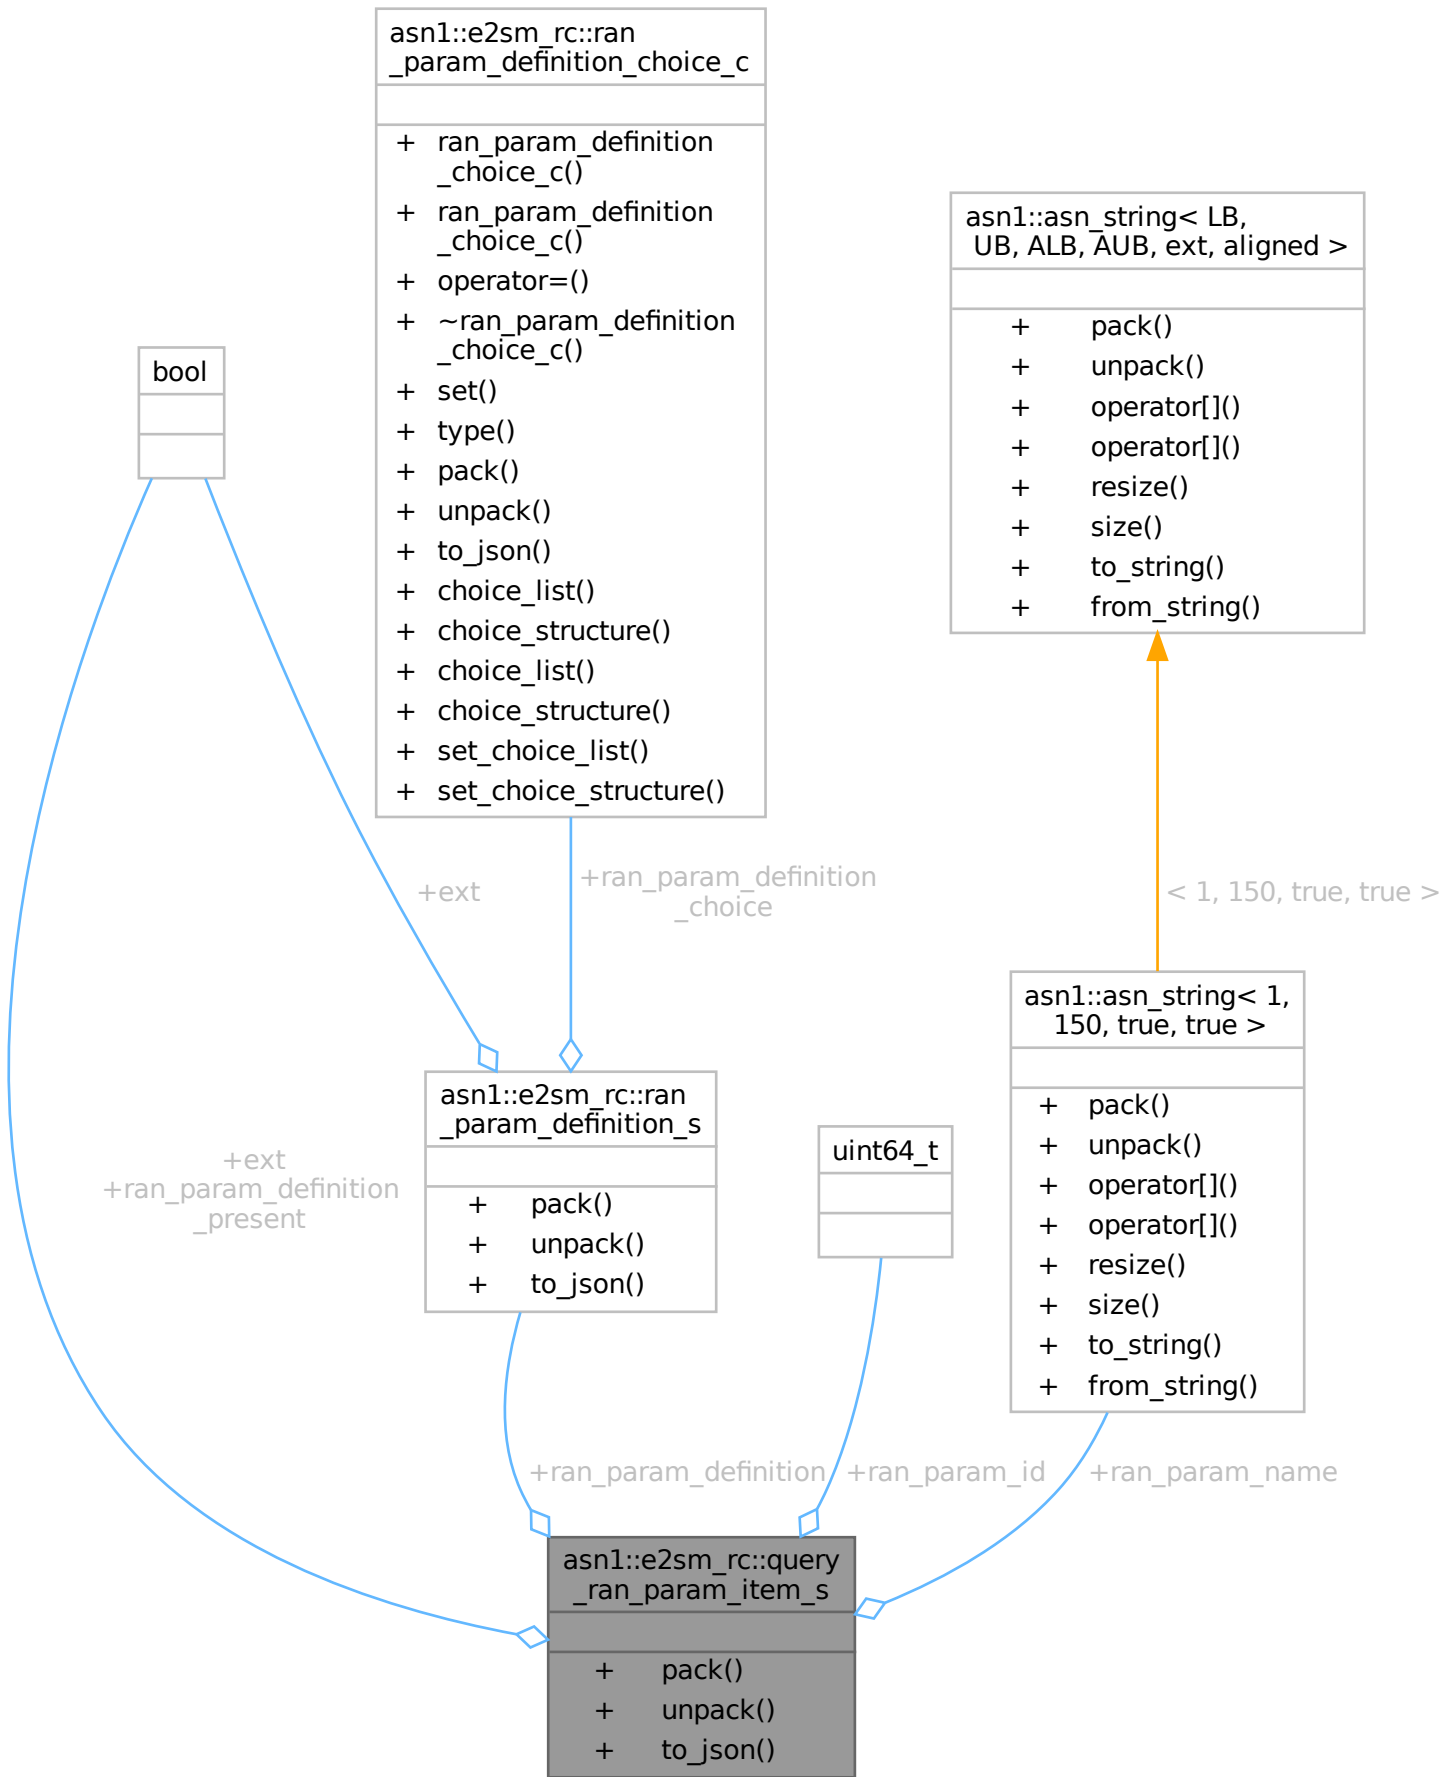 asn1::e2sm_rc::ran
_param_definition_choice_c
+ ran_param_definition
_choice_c()
+ ran_param_definition
_choice_c()
+ operator=()
+ ~ran_param_definition
_choice_c()
+ set()
+ type()
+ pack()
+ unpack()
+ to_json()
+ choice_list()
+ choice_structure()
+ choice_list()
+ choice_structure()
+ set_choice_list()
+ set_choice_structure()
asn1::asn_string< LB,
UB, ALB, AUB, ext, aligned >
+ pack()
+ unpack()
+ operator[]()
+ operator[]()
+ resize()
+ size()
+ to_string()
+ from_string()
bool
+ext
+ran_param_definition
_choice
< 1, 150, true, true >
asn1::asn_string< 1,
150, true, true >
+ pack()
+ unpack()
+ operator[]()
+ operator[]()
+ resize()
+ size()
+ to_string()
+ from_string()
asn1::e2sm_rc::ran
_param_definition_s
+ pack()
+ unpack()
+ to_json()
uint64_t
+ext
+ran_param_definition
_present
+ran_param_definition
+ran_param_id
+ran_param_name
asn1::e2sm_rc::query
_ran_param_item_s
+ pack()
+ unpack()
+ to_json()